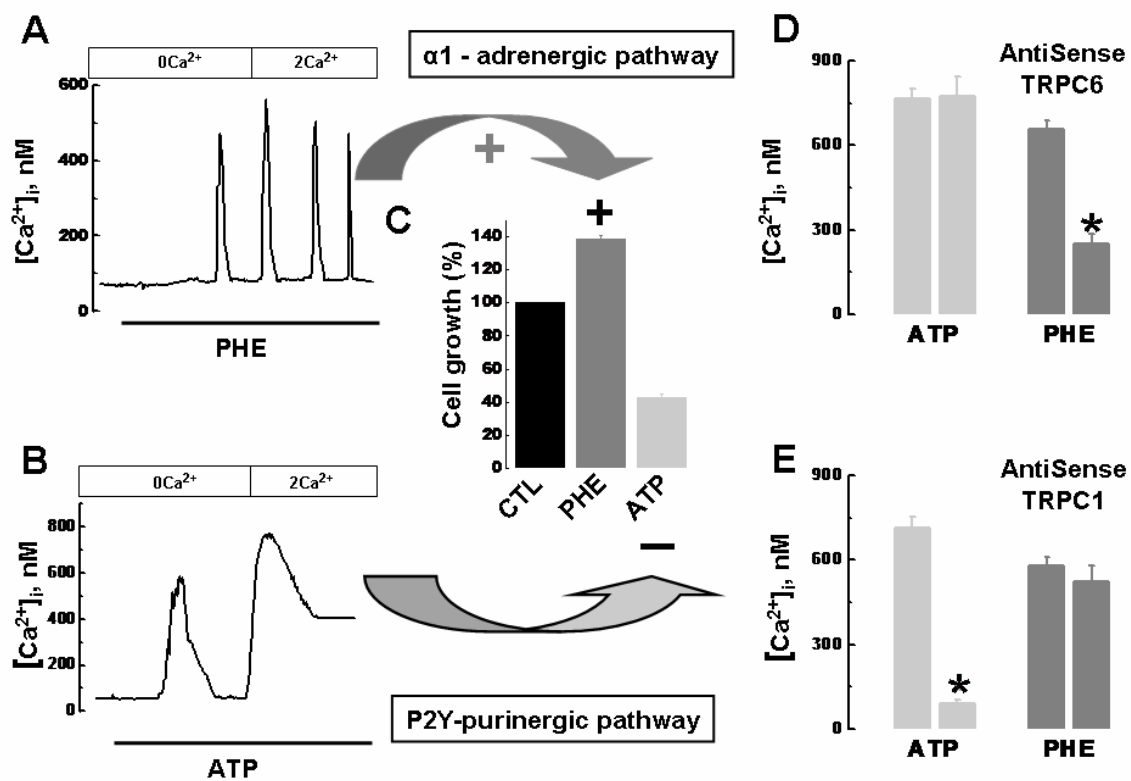 A
0Ca²⁺ 2Ca²⁺
600
400
200
0
[Ca²⁺]ᵢ, nM
PHE
α1 - adrenergic pathway
+
C
+
140
120
100
80
60
40
20
0
Cell growth (%)
CTL PHE ATP
—
B
0Ca²⁺ 2Ca²⁺
800
600
400
200
0
[Ca²⁺]ᵢ, nM
ATP
P2Y-purinergic pathway
D
AntiSense
TRPC6
900
600
300
0
[Ca²⁺]ᵢ, nM
*
ATP PHE
E
AntiSense
TRPC1
900
600
300
0
[Ca²⁺]ᵢ, nM
*
ATP PHE